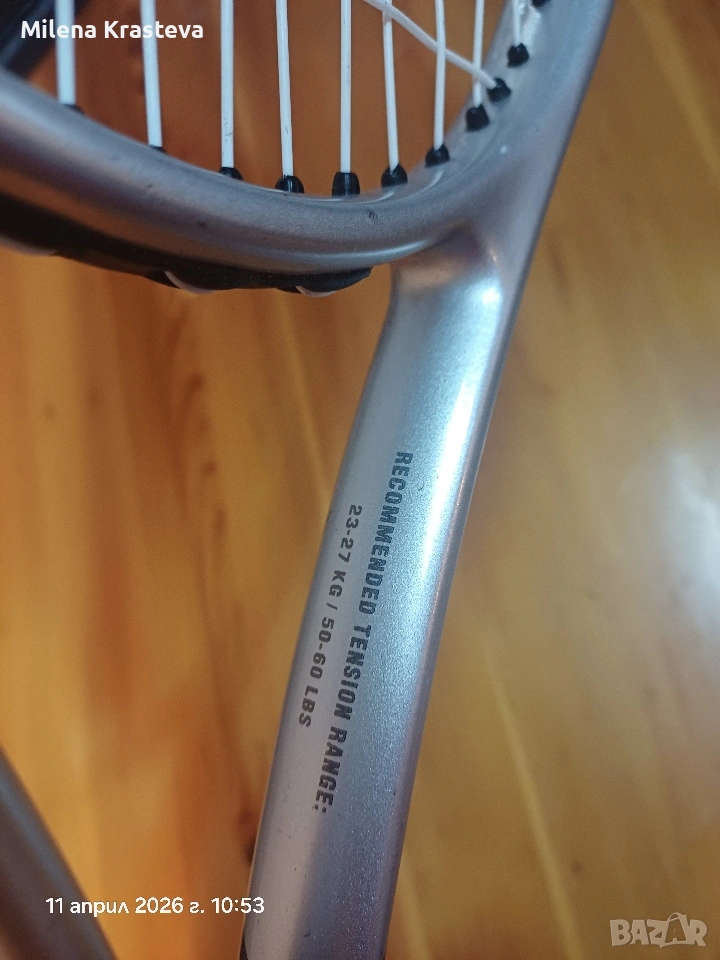 Milena Krasteva
RECOMMENDED TENSION RANGE:
23-27 KG / 50-60 LBS
11 април 2026 г. 10:53
BAZAR